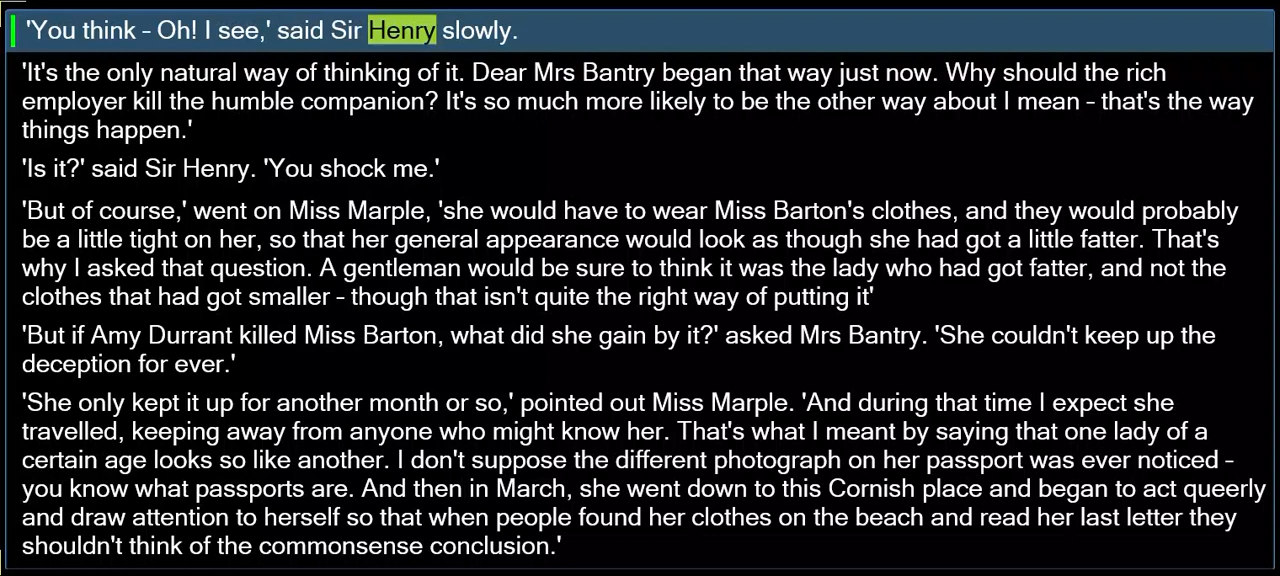 'You think – Oh! I see,' said Sir Henry slowly.
'It's the only natural way of thinking of it. Dear Mrs Bantry began that way just now. Why should the rich
employer kill the humble companion? It's so much more likely to be the other way about I mean – that's the way
things happen.'
'Is it?' said Sir Henry. 'You shock me.'
'But of course,' went on Miss Marple, 'she would have to wear Miss Barton's clothes, and they would probably
be a little tight on her, so that her general appearance would look as though she had got a little fatter. That's
why I asked that question. A gentleman would be sure to think it was the lady who had got fatter, and not the
clothes that had got smaller – though that isn't quite the right way of putting it'
'But if Amy Durrant killed Miss Barton, what did she gain by it?' asked Mrs Bantry. 'She couldn't keep up the
deception for ever.'
'She only kept it up for another month or so,' pointed out Miss Marple. 'And during that time I expect she
travelled, keeping away from anyone who might know her. That's what I meant by saying that one lady of a
certain age looks so like another. I don't suppose the different photograph on her passport was ever noticed –
you know what passports are. And then in March, she went down to this Cornish place and began to act queerly
and draw attention to herself so that when people found her clothes on the beach and read her last letter they
shouldn't think of the commonsense conclusion.'